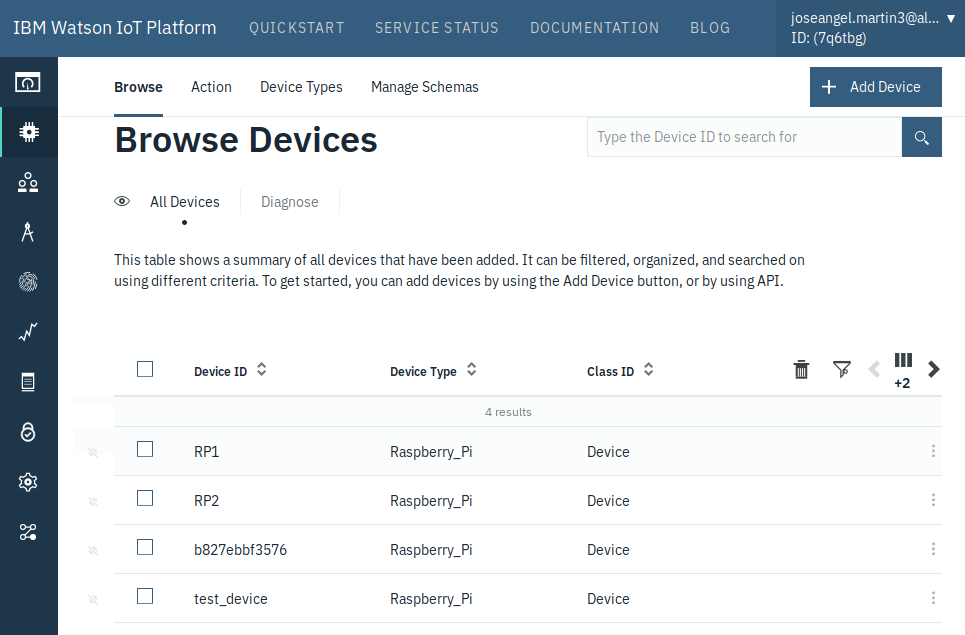 IBM Watson IoT Platform QUICKSTART SERVICE STATUS DOCUMENTATION BLOG joseangel.martin3@al... ▼
ID: (7q6tbg)
Browse Action Device Types Manage Schemas + Add Device
Browse Devices Type the Device ID to search for
All Devices Diagnose
This table shows a summary of all devices that have been added. It can be filtered, organized, and searched on
using different criteria. To get started, you can add devices by using the Add Device button, or by using API.
Device ID Device Type Class ID +2
4 results
RP1 Raspberry_Pi Device
RP2 Raspberry_Pi Device
b827ebbf3576 Raspberry_Pi Device
test_device Raspberry_Pi Device